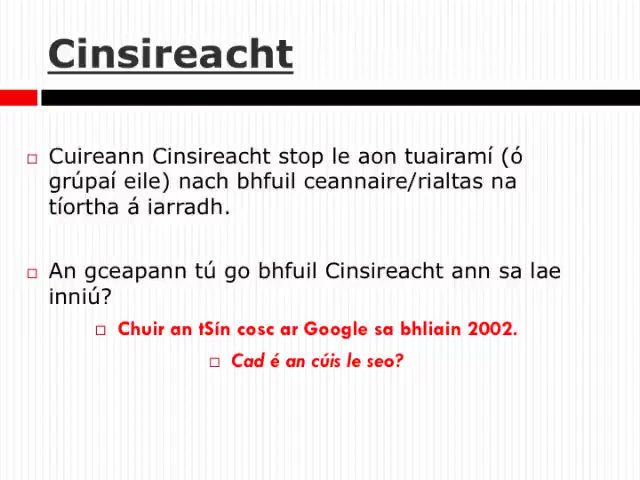 Cinsireacht
Cuireann Cinsireacht stop le aon tuairamí (ó
grúpaí eile) nach bhfuil ceannaire/rialtas na
tíortha á iarradh.
An gceapann tú go bhfuil Cinsireacht ann sa lae
inniú?
Chuir an tSín cosc ar Google sa bhliain 2002.
Cad é an cúis le seo?